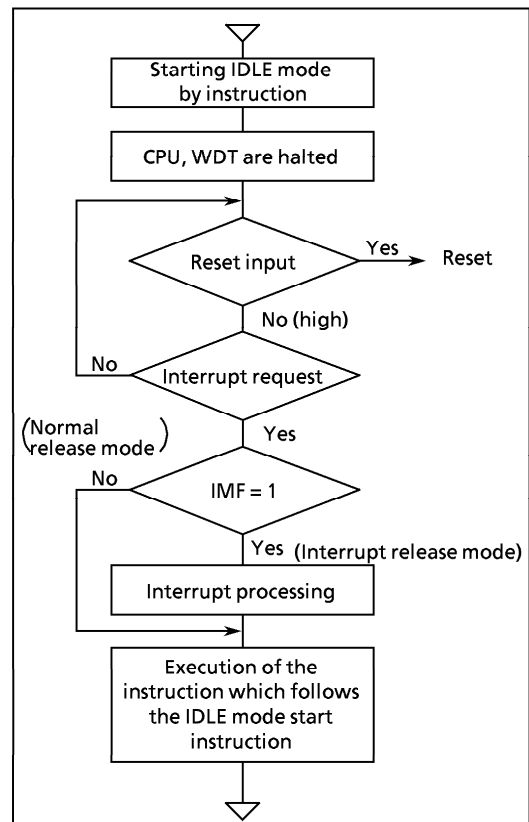 Starting IDLE mode
by instruction
CPU, WDT are halted
Reset input
Yes
Reset
No (high)
No
Interrupt request
(Normal
release mode)
Yes
No
IMF = 1
Yes (Interrupt release mode)
Interrupt processing
Execution of the
instruction which follows
the IDLE mode start
instruction